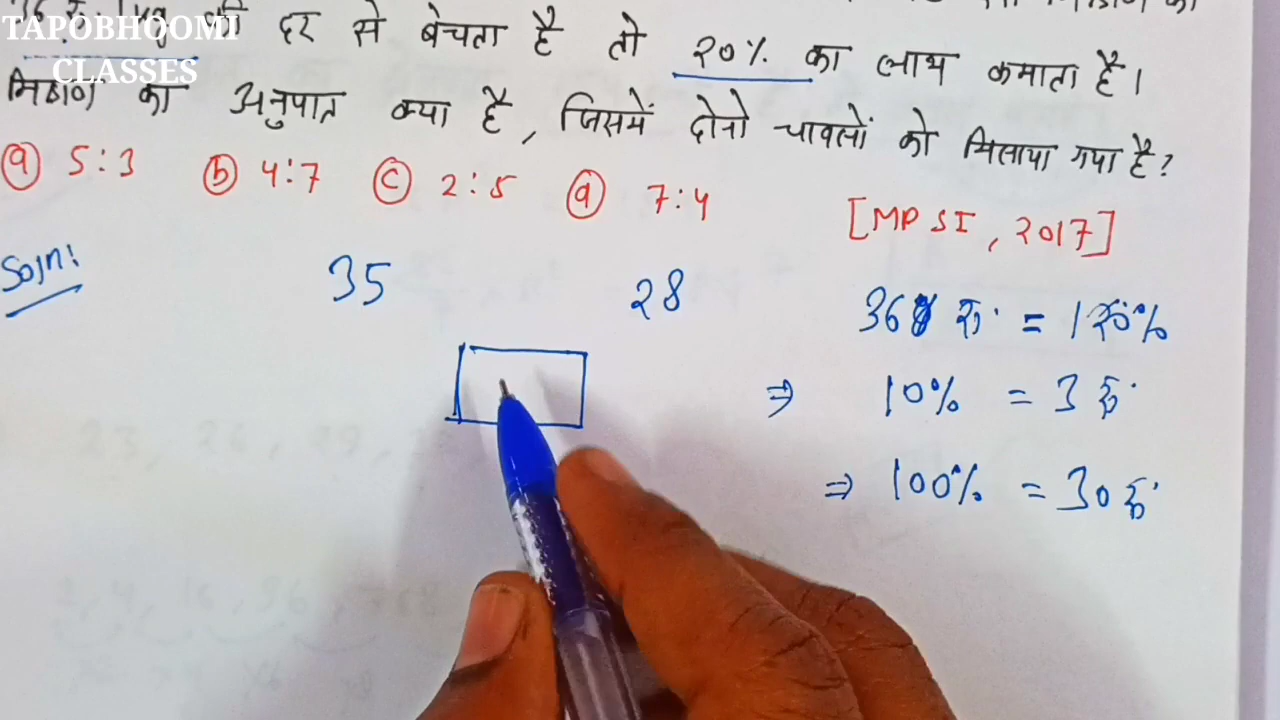 TAPOBHOOMI
CLASSES
की दर से बेचता है तो 20% का लाभ कमाता है।
मिश्रण का अनुपात क्या है, जिसमें दोनो चावलों को मिलाया गया है?
(a) 5:3 (b) 4:7 (c) 2:5 (d) 7:4
[MP SI, 2017]
Soln:
35 28
36 रु = 120%
⇒ 10% = 3 रु
⇒ 100% = 30 रु